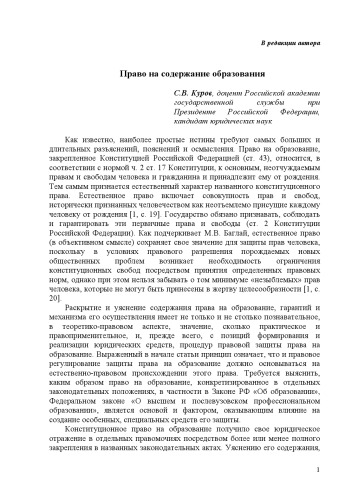 В редакции автора
Право на содержание образования
С.В. Куров, доцент Российской академии
государственной службы при
Президенте Российской Федерации,
кандидат юридических наук
Как известно, наиболее простые истины требуют самых больших и
длительных разъяснений, пояснений и осмысления. Право на образование,
закрепленное Конституцией Российской Федерацией (ст. 43), относится, в
соответствии с нормой ч. 2 ст. 17 Конституции, к основным, неотчуждаемым
правам и свободам человека и гражданина и принадлежит ему от рождения.
Тем самым признается естественный характер названного конституционного
права. Естественное право включает совокупность прав и свобод,
исторически признанных человечеством как неотъемлемо присущие каждому
человеку от рождения [1, с. 19]. Государство обязано признавать, соблюдать
и гарантировать эти первичные права и свободы (ст. 2 Конституции
Российской Федерации). Как подчеркивает М.В. Баглай, естественное право
(в объективном смысле) сохраняет свое значение для защиты прав человека,
поскольку в условиях правового разрешения порождаемых новых
общественных проблем возникает необходимость ограничения
конституционных свобод посредством принятия определенных правовых
норм, однако при этом нельзя забывать о том минимуме «незыблемых» прав
человека, которые не могут быть принесены в жертву целесообразности [1, с.
20].
Раскрытие и уяснение содержания права на образование, гарантий и
механизма его осуществления имеет не только и не столько познавательное,
в теоретико-правовом аспекте, значение, сколько практическое и
правоприменительное, и, прежде всего, с позиций формирования и
реализации юридических средств, процедур правовой защиты права на
образование. Выраженный в начале статьи принцип означает, что и правовое
регулирование защиты права на образование должно основываться на
естественно-правовом происхождении этого права. Требуется выяснить,
каким образом право на образование, конкретизированное в отдельных
законодательных положениях, в частности в Законе РФ «Об образовании»,
Федеральном законе «О высшем и послевузовском профессиональном
образовании», является основой и фактором, оказывающим влияние на
создание особенных, специальных средств его защиты.
Конституционное право на образование получило свое юридическое
отражение в отдельных правомочиях посредством более или менее полного
закрепления в названных законодательных актах. Уяснению его содержания,
1